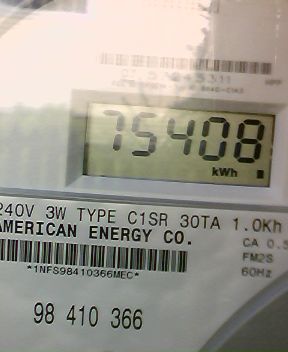 75408
kWh
240V 3W TYPE C1SR 30TA 1.0Kh
AMERICAN ENERGY CO.
CA 0.5
*1NFS98410366MEC*
FM2S
60Hz
98 410 366